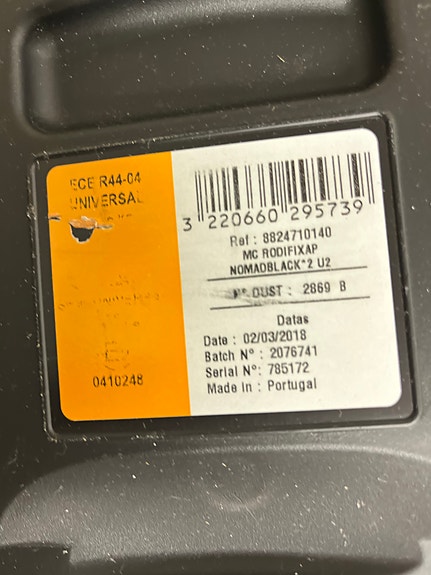 ECE R44-04
UNIVERSAL
0410248
3 220660 295739
Ref : 8824710140
MC RODIFIXAP
NOMADBLACK*2 U2
N° OUST : 2869 B
Datas
Date : 02/03/2018
Batch N° : 2076741
Serial N°: 785172
Made in : Portugal